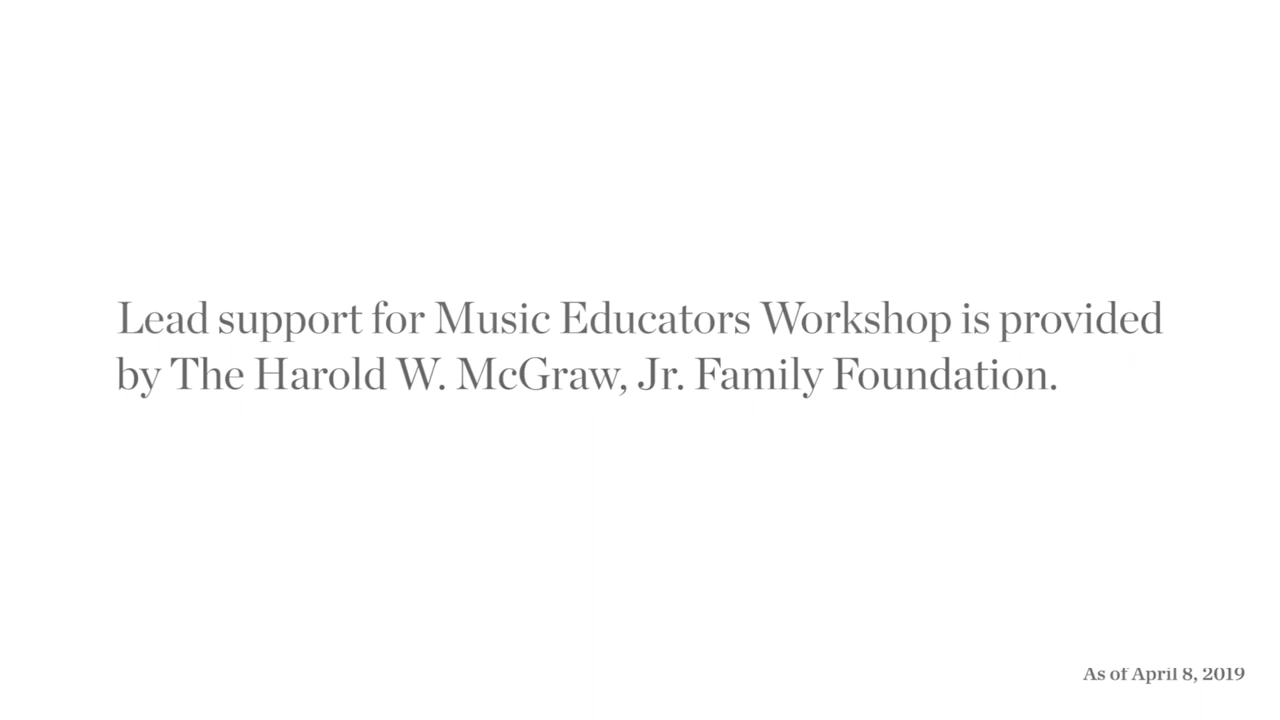 Lead support for Music Educators Workshop is provided
by The Harold W. McGraw, Jr. Family Foundation.
As of April 8, 2019